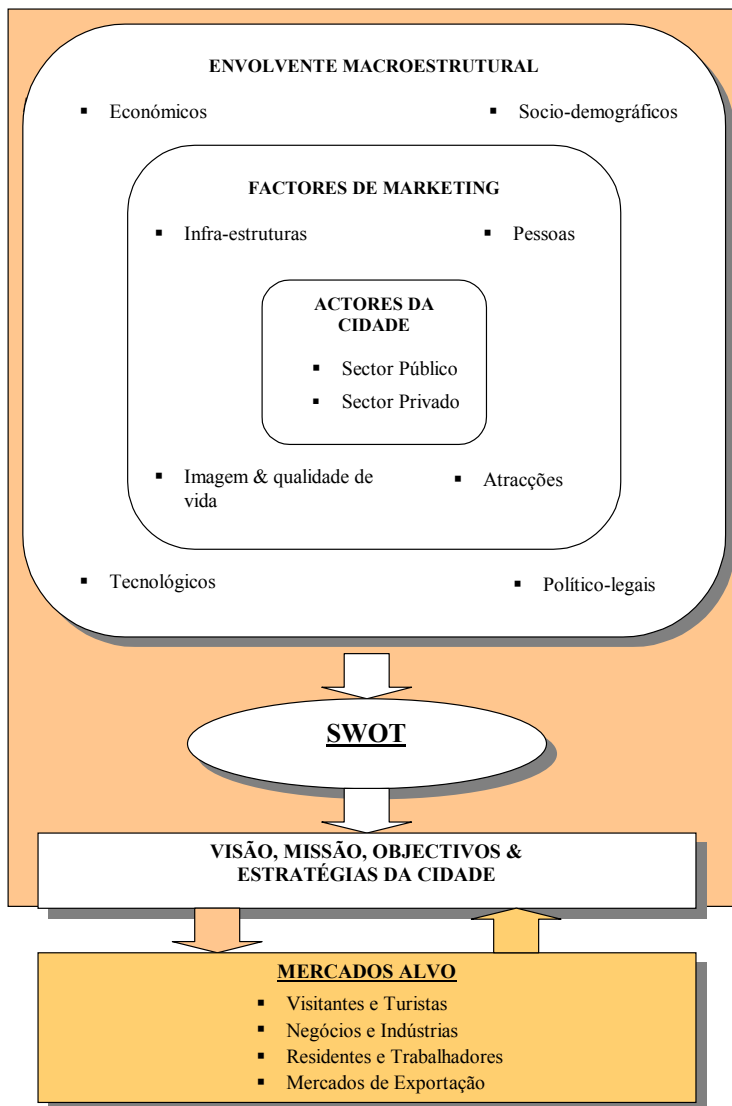 ENVOLVENTE MACROESTRUTURAL
▪ Económicos
▪ Socio-demográficos
FACTORES DE MARKETING
▪ Infra-estruturas
▪ Pessoas
ACTORES DA
CIDADE
▪ Sector Público
▪ Sector Privado
▪ Imagem & qualidade de
vida
▪ Atracções
▪ Tecnológicos
▪ Político-legais
SWOT
VISÃO, MISSÃO, OBJECTIVOS &
ESTRATÉGIAS DA CIDADE
MERCADOS ALVO
▪ Visitantes e Turistas
▪ Negócios e Indústrias
▪ Residentes e Trabalhadores
▪ Mercados de Exportação